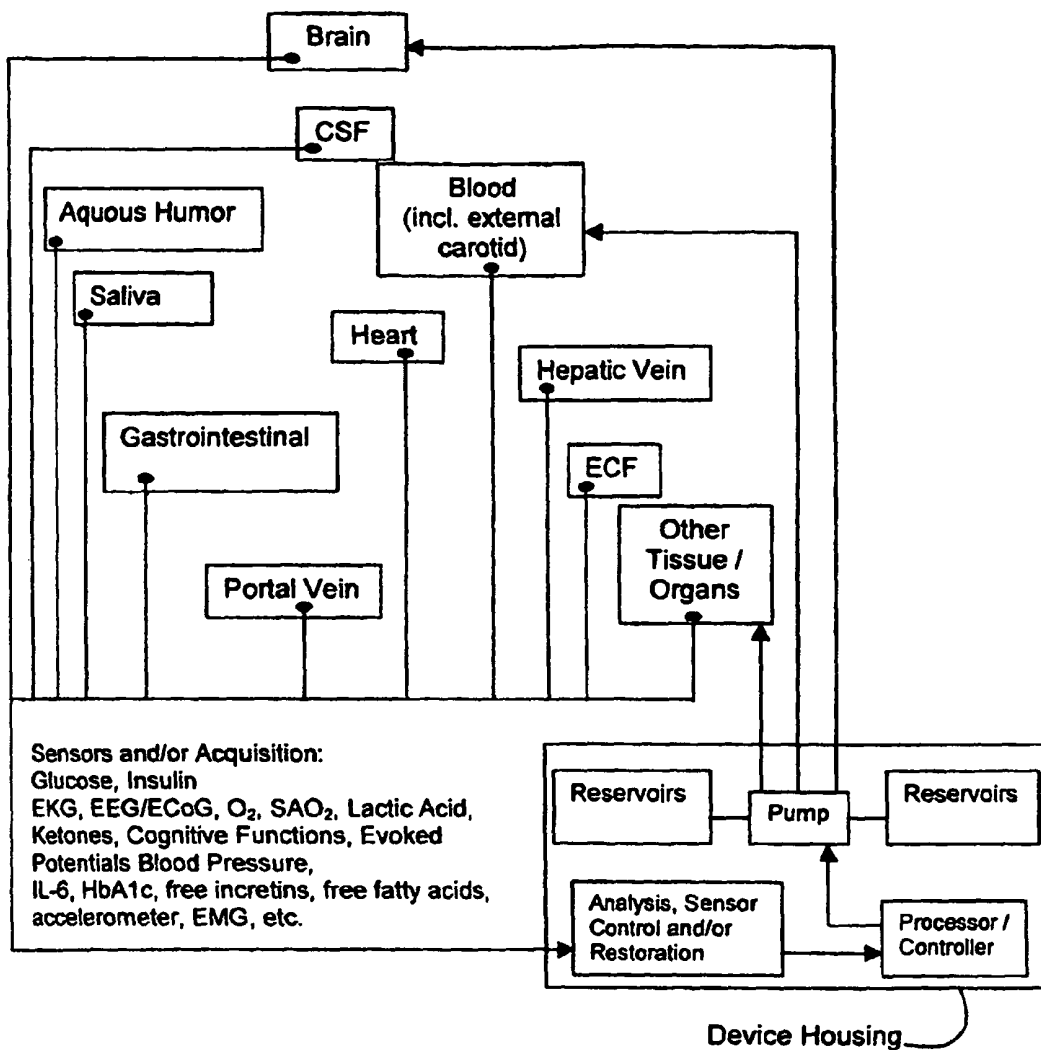 Brain
CSF
Blood
(incl. external
carotid)
Aquous Humor
Saliva
Heart
Hepatic Vein
Gastrointestinal
ECF
Other
Tissue /
Organs
Portal Vein
Sensors and/or Acquisition:
Glucose, Insulin
EKG, EEG/ECoG, O₂, SAO₂, Lactic Acid,
Ketones, Cognitive Functions, Evoked
Potentials Blood Pressure,
IL-6, HbA1c, free incretins, free fatty acids,
accelerometer, EMG, etc.
Reservoirs
Pump
Reservoirs
Analysis, Sensor
Control and/or
Restoration
Processor /
Controller
Device Housing